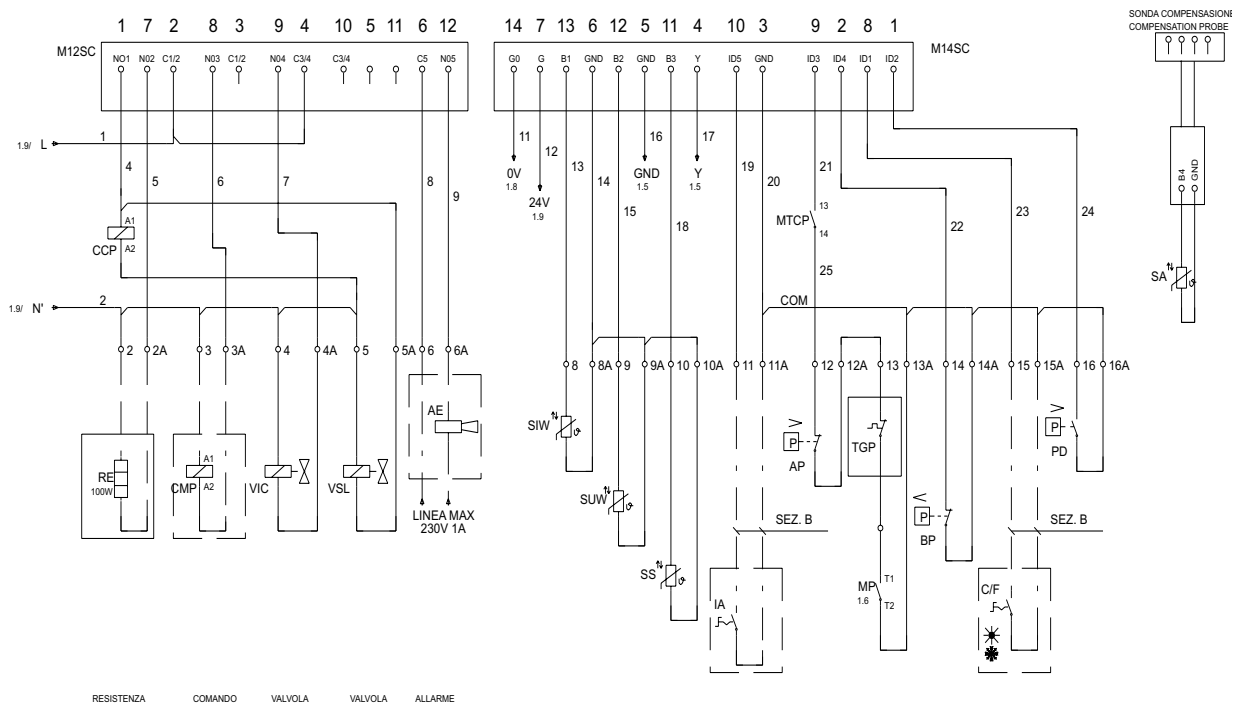 SONDA COMPENSASIONE
COMPENSATION PROBE
1 7 2 8 3 9 4 10 5 11 6 12
14 7 13 6 12 5 11 4 10 3 9 2 8 1
M12SC
M14SC
NO1 N02 C1/2 N03 C1/2 N04 C3/4 C3/4 C5 N05
G0 G B1 GND B2 GND B3 Y ID5 GND ID3 ID4 ID1 ID2
1.9/ L 1
4 5 6 7 8 9
11 12 13 14 15 16 17 18 19 20 21 22 23 24
0V
1.8
24V
1.9
GND
1.5
Y
1.5
B4
GND
SA
MTCP
13
14
25
A1
CCP
A2
1.9/ N' 2
COM
2 2A 3 3A 4 4A 5 5A 6 6A
8 8A 9 9A 10 10A 11 11A 12 12A 13 13A 14 14A 15 15A 16 16A
AE
SIW
P
AP
TGP
P
PD
RE
100W
A1
CMP
A2
VIC
VSL
SUW
LINEA MAX
230V 1A
SEZ. B
P
BP
SEZ. B
SS
IA
MP
1.6
T1
T2
C/F
RESISTENZA COMANDO VALVOLA VALVOLA ALLARME